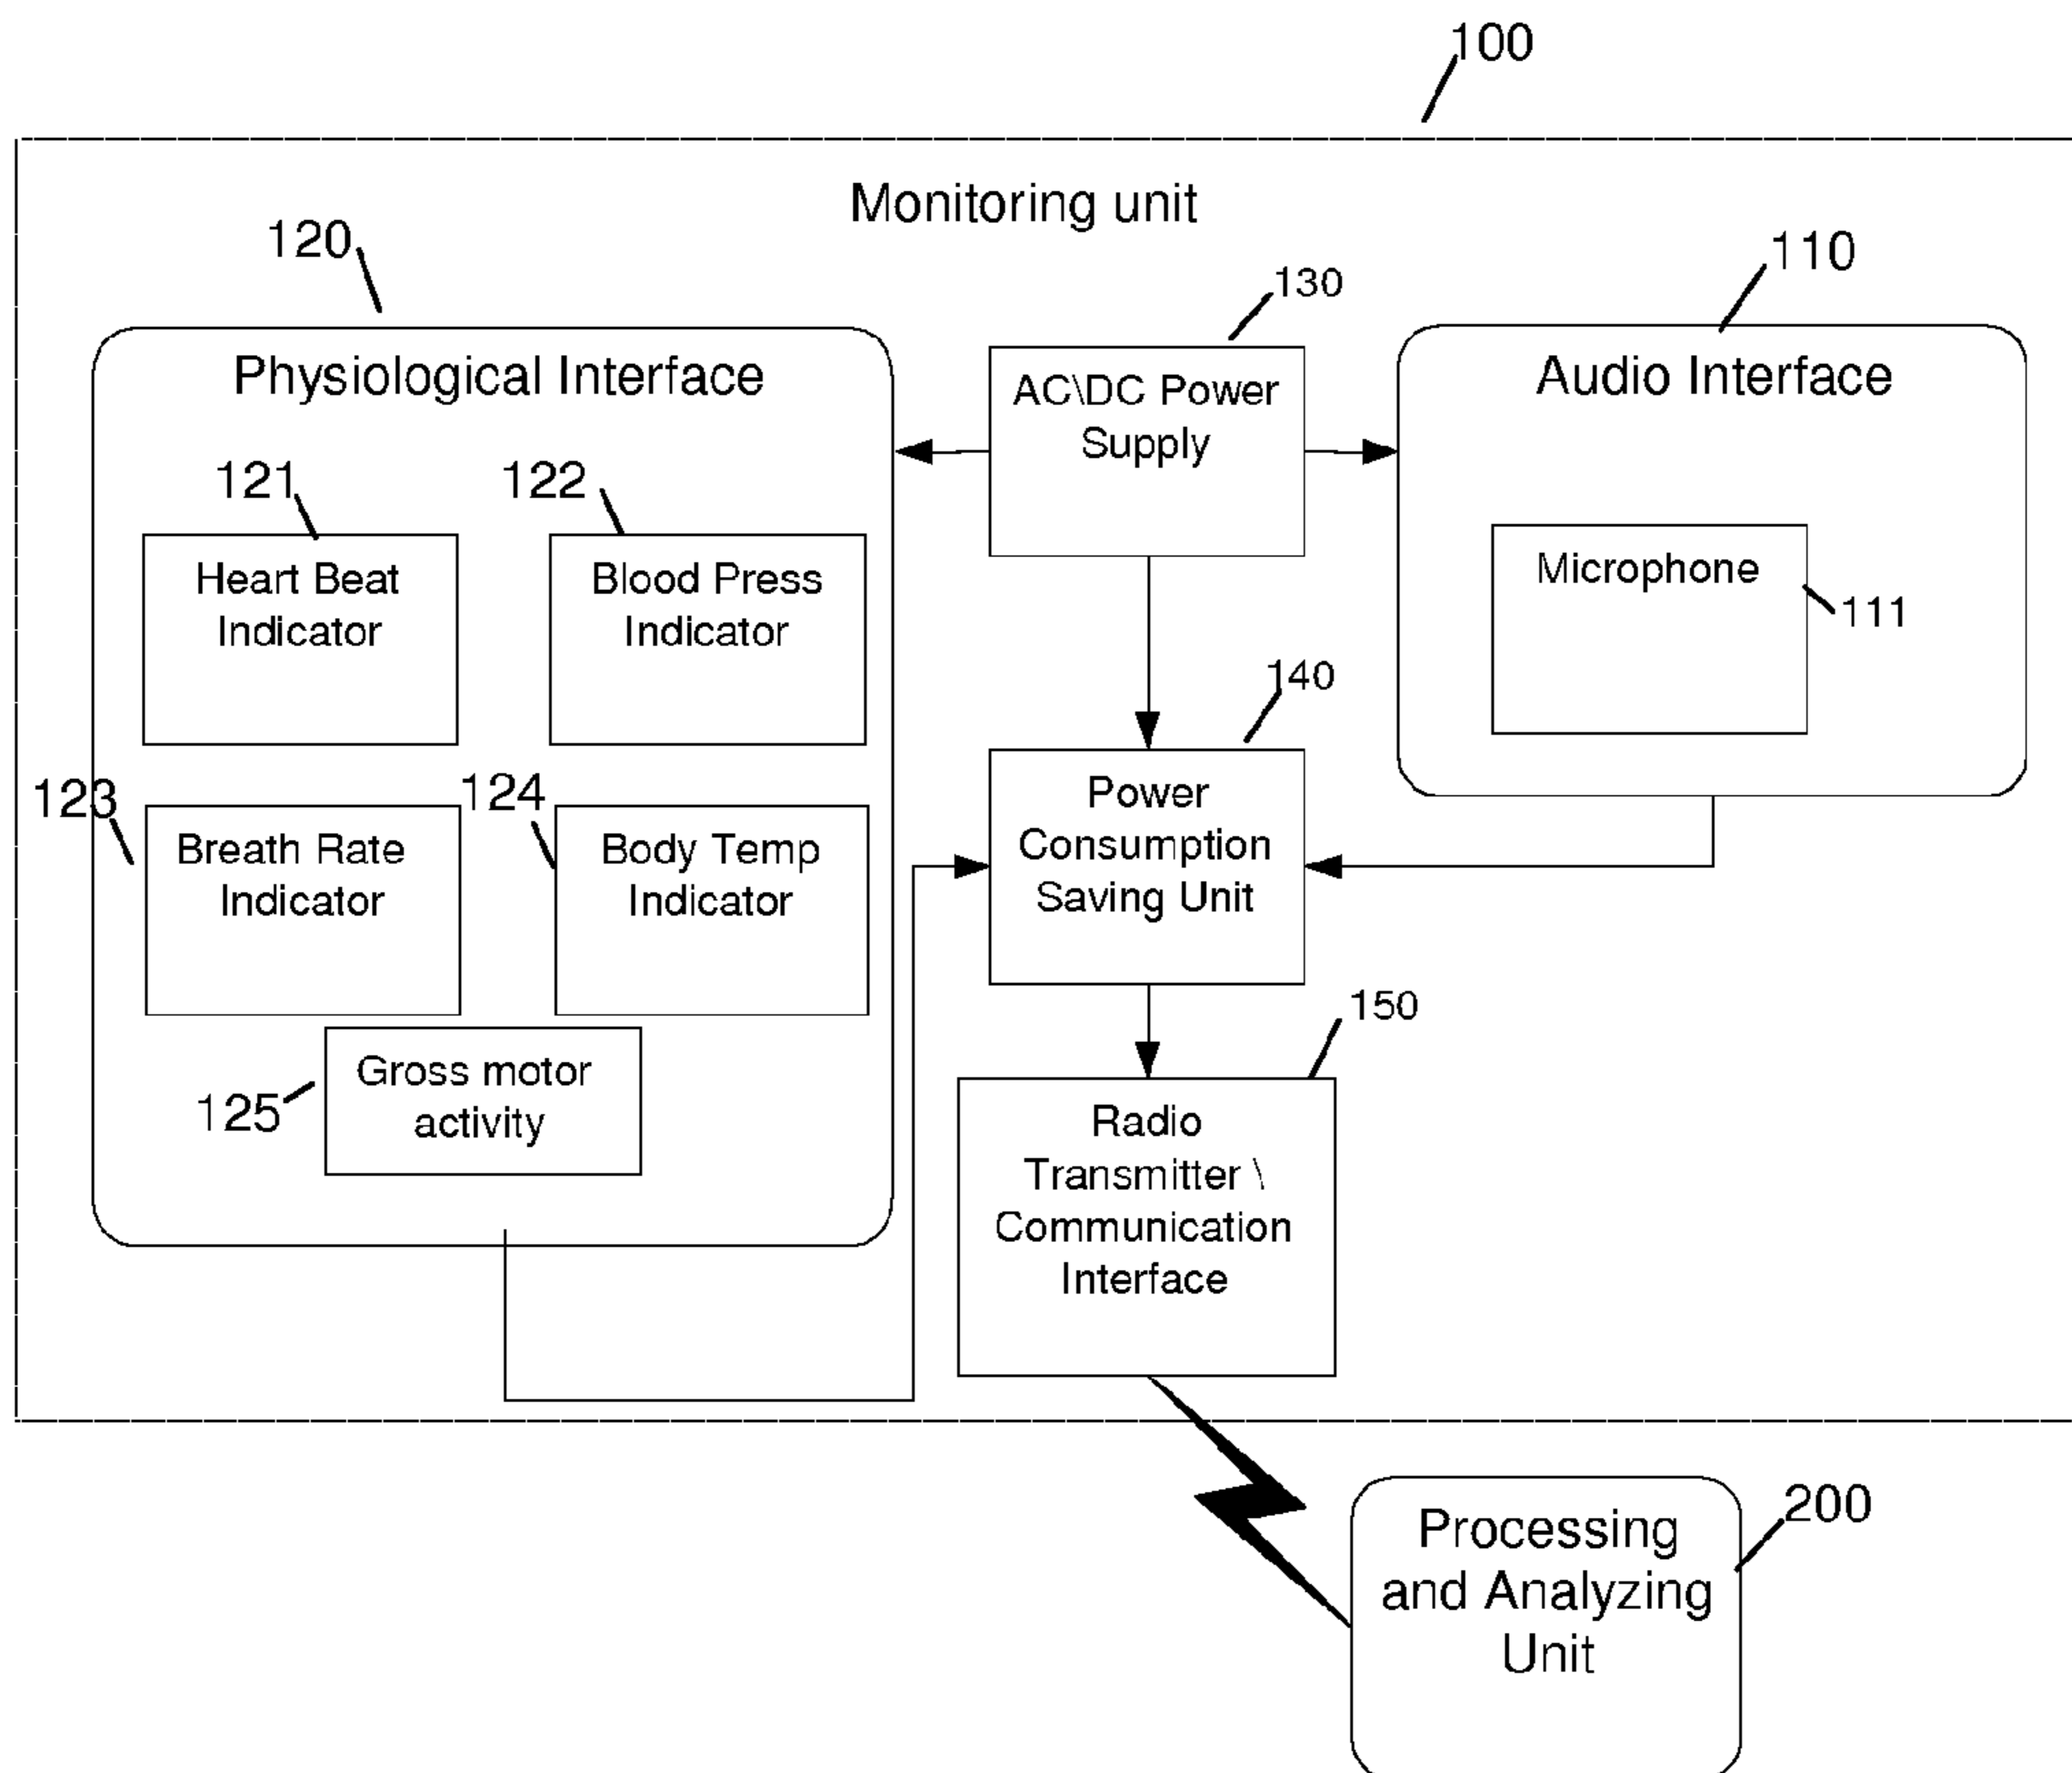 100
Monitoring unit
120
130
110
Physiological Interface
AC\DC Power
Supply
Audio Interface
121
122
Heart Beat
Indicator
Blood Press
Indicator
Microphone
111
140
123
124
Breath Rate
Indicator
Body Temp
Indicator
Power
Consumption
Saving Unit
150
Gross motor
activity
125
Radio
Transmitter \
Communication
Interface
200
Processing
and Analyzing
Unit